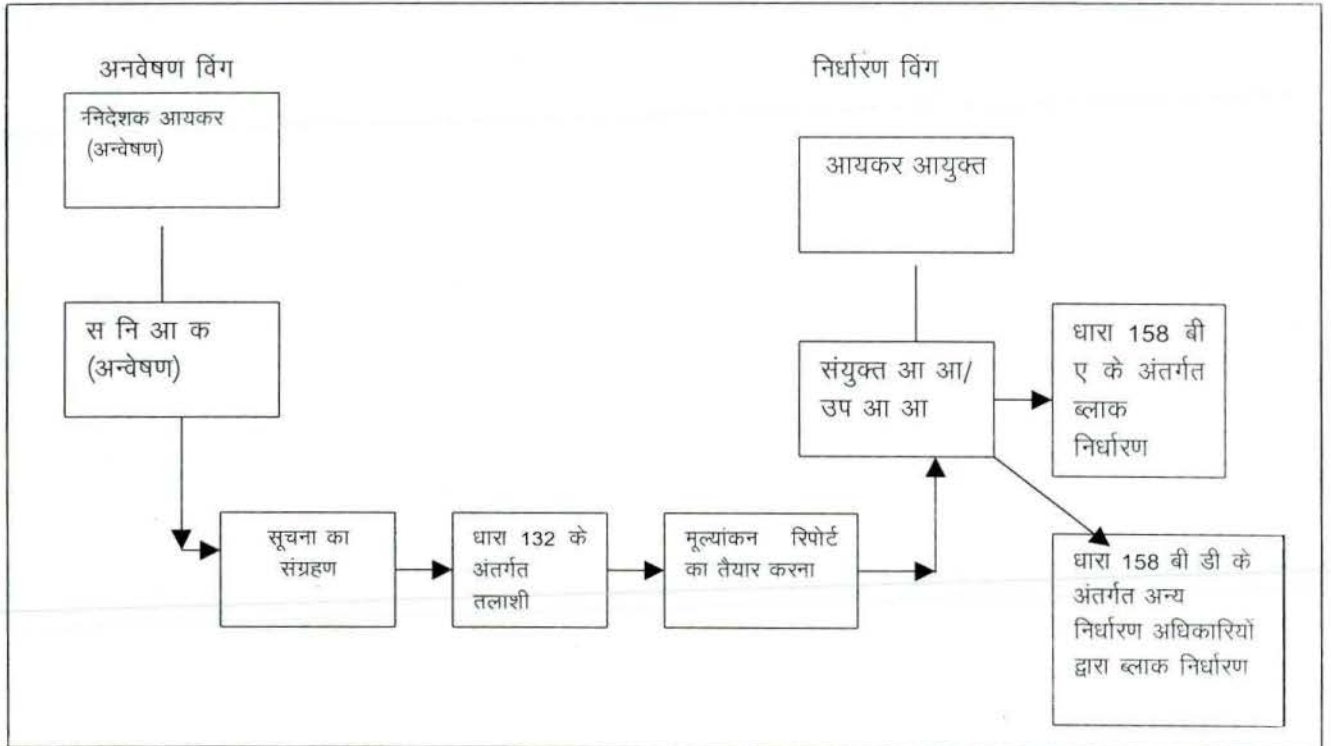 अनवेषण विंग
निदेशक आयकर
(अन्वेषण)
स नि आ क
(अन्वेषण)
सूचना का
संग्रहण
धारा 132 के
अंतर्गत
तलाशी
मूल्यांकन रिपोर्ट
का तैयार करना
निर्धारण विंग
आयकर आयुक्त
संयुक्त आ आ/
उप आ आ
धारा 158 बी
ए के अंतर्गत
ब्लाक
निर्धारण
धारा 158 बी डी के
अंतर्गत अन्य
निर्धारण अधिकारियों
द्वारा ब्लाक निर्धारण